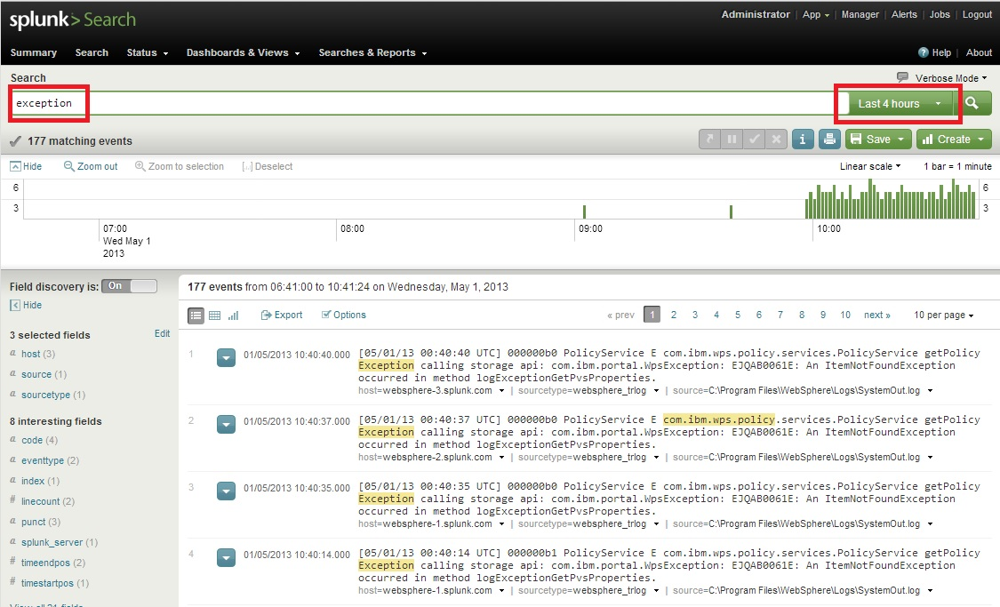 splunk> Search
Administrator | App | Manager | Alerts | Jobs | Logout
Summary Search Status Dashboards & Views Searches & Reports
? Help | About
Search
Verbose Mode
exception
Last 4 hours
177 matching events
i Save Create
Hide Zoom out Zoom to selection Deselect
Linear scale 1 bar = 1 minute
6 6
3 3
07:00 08:00 09:00 10:00
Wed May 1
2013
Field discovery is: On
Hide
3 selected fields Edit
a host (3)
a source (1)
a sourcetype (1)
8 interesting fields
a code (4)
a eventtype (2)
a index (1)
# linecount (2)
a punct (3)
a splunk_server (1)
# timeendpos (2)
# timestartpos (1)
177 events from 06:41:00 to 10:41:24 on Wednesday, May 1, 2013
Export Options
« prev 1 2 3 4 5 6 7 8 9 10 next » 10 per page
1 01/05/2013 10:40:40.000 [05/01/13 00:40:40 UTC] 000000b0 PolicyService E com.ibm.wps.policy.services.PolicyService getPolicy
Exception calling storage api: com.ibm.portal.WpsException: EJQAB0061E: An ItemNotFoundException
occurred in method logExceptionGetPvsProperties.
host=websphere-3.splunk.com | sourcetype=websphere_trlog | source=C:\Program Files\WebSphere\Logs\SystemOut.log
2 01/05/2013 10:40:37.000 [05/01/13 00:40:37 UTC] 000000b0 PolicyService E com.ibm.wps.policy.services.PolicyService getPolicy
Exception calling storage api: com.ibm.portal.WpsException: EJQAB0061E: An ItemNotFoundException
occurred in method logExceptionGetPvsProperties.
host=websphere-2.splunk.com | sourcetype=websphere_trlog | source=C:\Program Files\WebSphere\Logs\SystemOut.log
3 01/05/2013 10:40:35.000 [05/01/13 00:40:35 UTC] 000000b0 PolicyService E com.ibm.wps.policy.services.PolicyService getPolicy
Exception calling storage api: com.ibm.portal.WpsException: EJQAB0061E: An ItemNotFoundException
occurred in method logExceptionGetPvsProperties.
host=websphere-1.splunk.com | sourcetype=websphere_trlog | source=C:\Program Files\WebSphere\Logs\SystemOut.log
4 01/05/2013 10:40:14.000 [05/01/13 00:40:14 UTC] 000000b1 PolicyService E com.ibm.wps.policy.services.PolicyService getPolicy
Exception calling storage api: com.ibm.portal.WpsException: EJQAB0061E: An ItemNotFoundException
occurred in method logExceptionGetPvsProperties.
host=websphere-1.splunk.com | sourcetype=websphere_trlog | source=C:\Program Files\WebSphere\Logs\SystemOut.log